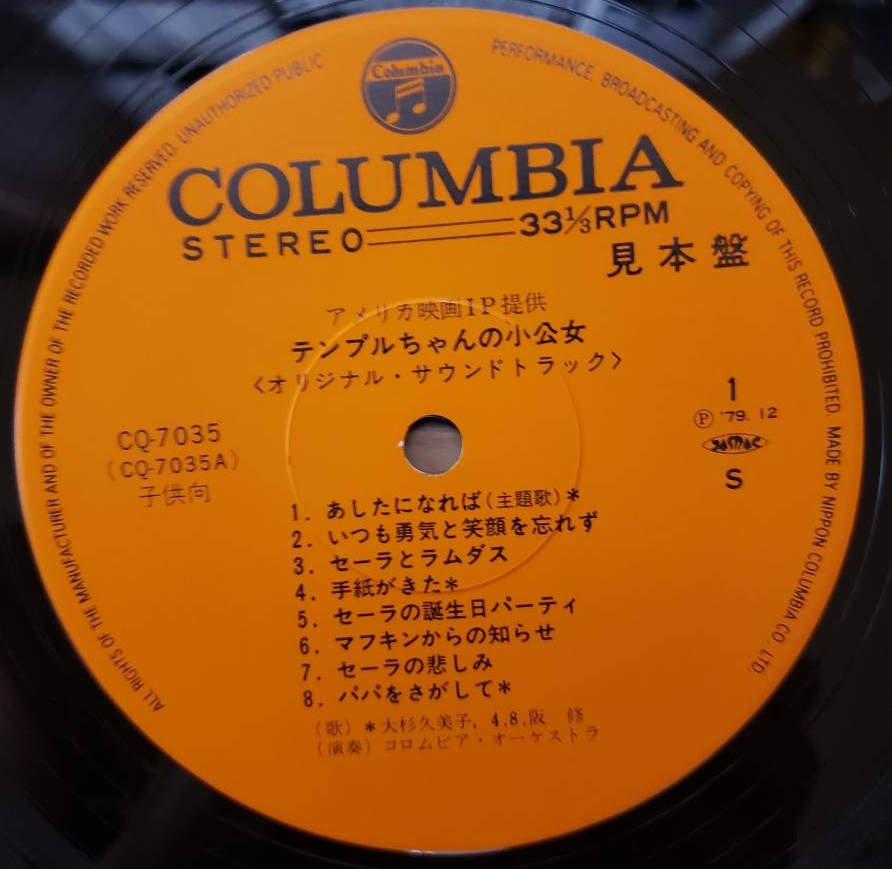 Columbia
ALL RIGHTS OF THE MANUFACTURER AND OF THE OWNER OF THE RECORDED WORK RESERVED. UNAUTHORIZED PUBLIC PERFORMANCE, BROADCASTING AND COPYING OF THIS RECORD PROHIBITED. MADE BY NIPPON COLUMBIA CO., LTD.
COLUMBIA
STEREO 33⅓RPM
見本盤
アメリカ映画IP提供
テンプルちゃんの小公女
〈オリジナル・サウンドトラック〉
CQ-7035
(CQ-7035A)
子供向
1
Ⓟ '79. 12
JASRAC
S
1. あしたになれば(主題歌)*
2. いつも勇気と笑顔を忘れず
3. セーラとラムダス
4. 手紙がきた*
5. セーラの誕生日パーティ
6. マフキンからの知らせ
7. セーラの悲しみ
8. パパをさがして*
(歌) *大杉久美子, 4,8,阪 修
(演奏) コロムビア・オーケストラ